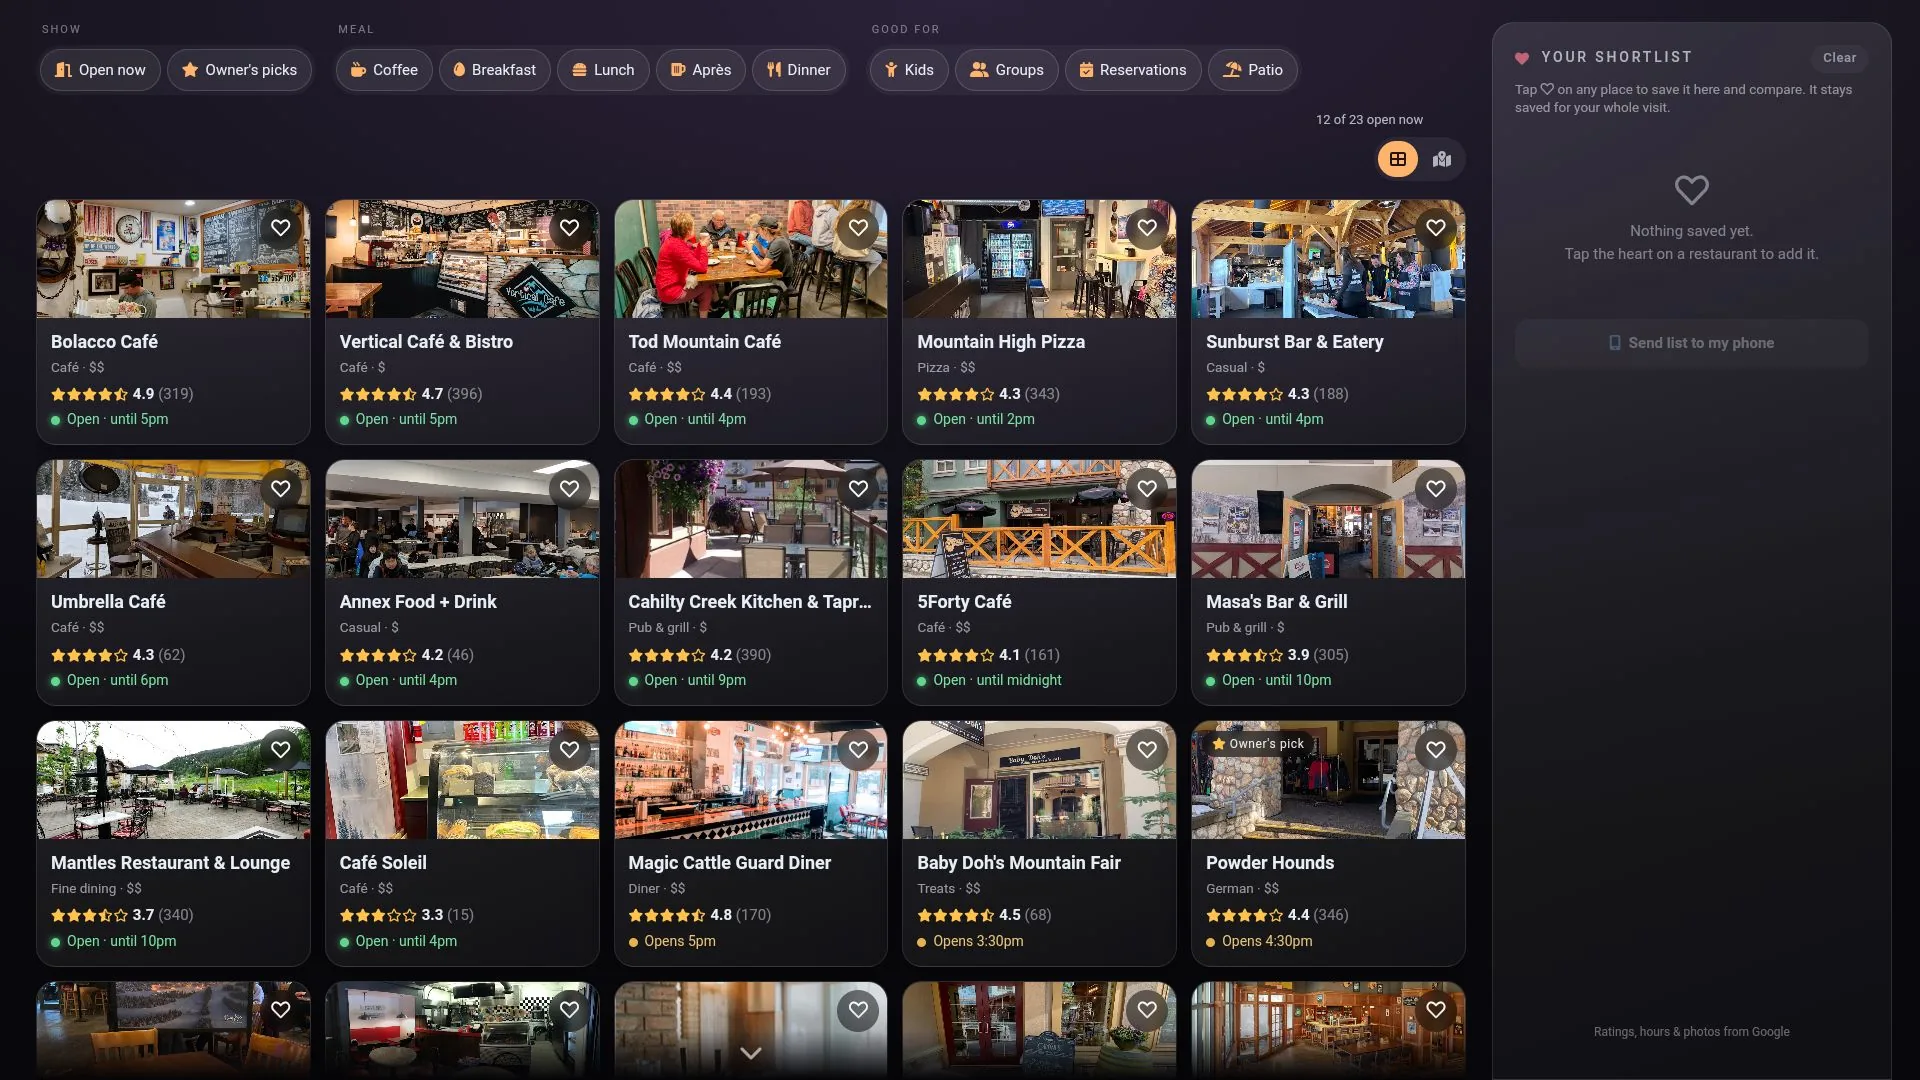 SHOW
MEAL
GOOD FOR
Open now
Owner's picks
Coffee
Breakfast
Lunch
Après
Dinner
Kids
Groups
Reservations
Patio
12 of 23 open now
YOUR SHORTLIST
Clear
Tap on any place to save it here and compare. It stays
saved for your whole visit.
Nothing saved yet.
Tap the heart on a restaurant to add it.
Send list to my phone
Ratings, hours & photos from Google
Bolacco Café
Café · $$
4.9 (319)
Open · until 5pm
Vertical Café
Vertical Café & Bistro
Café · $
4.7 (396)
Open · until 5pm
Tod Mountain Café
Café · $$
4.4 (193)
Open · until 4pm
Mountain High Pizza
Pizza · $$
4.3 (343)
Open · until 2pm
Sunburst Bar & Eatery
Casual · $
4.3 (188)
Open · until 4pm
Umbrella Café
Café · $$
4.3 (62)
Open · until 6pm
Annex Food + Drink
Casual · $
4.2 (46)
Open · until 4pm
Cahilty Creek Kitchen & Tapr...
Pub & grill · $
4.2 (390)
Open · until 9pm
5Forty Café
Café · $$
4.1 (161)
Open · until midnight
Masa's Bar & Grill
Pub & grill · $
3.9 (305)
Open · until 10pm
Mantles Restaurant & Lounge
Fine dining · $$
3.7 (340)
Open · until 10pm
Café Soleil
Café · $$
3.3 (15)
Open · until 4pm
Magic Cattle Guard Diner
Diner · $$
4.8 (170)
Opens 5pm
Baby Doh's
Baby Doh's Mountain Fair
Treats · $$
4.5 (68)
Opens 3:30pm
Owner's pick
Powder Hounds
German · $$
4.4 (346)
Opens 4:30pm